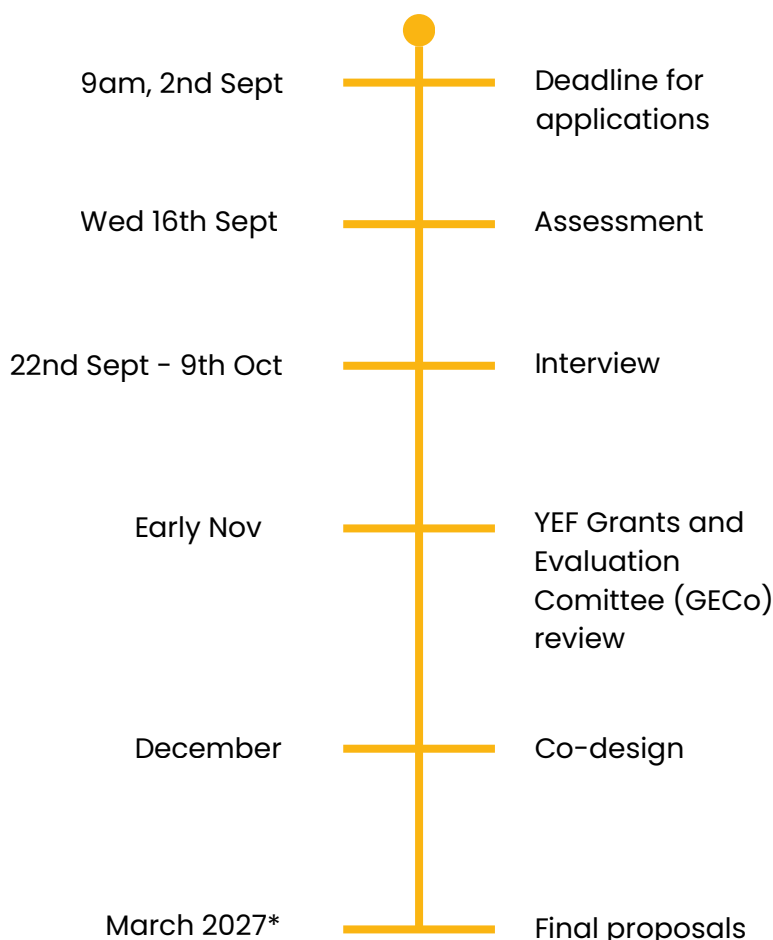 9am, 2nd Sept
Deadline for
applications
Wed 16th Sept
Assessment
22nd Sept - 9th Oct
Interview
Early Nov
YEF Grants and
Evaluation
Comittee (GECo)
review
December
Co-design
March 2027*
Final proposals